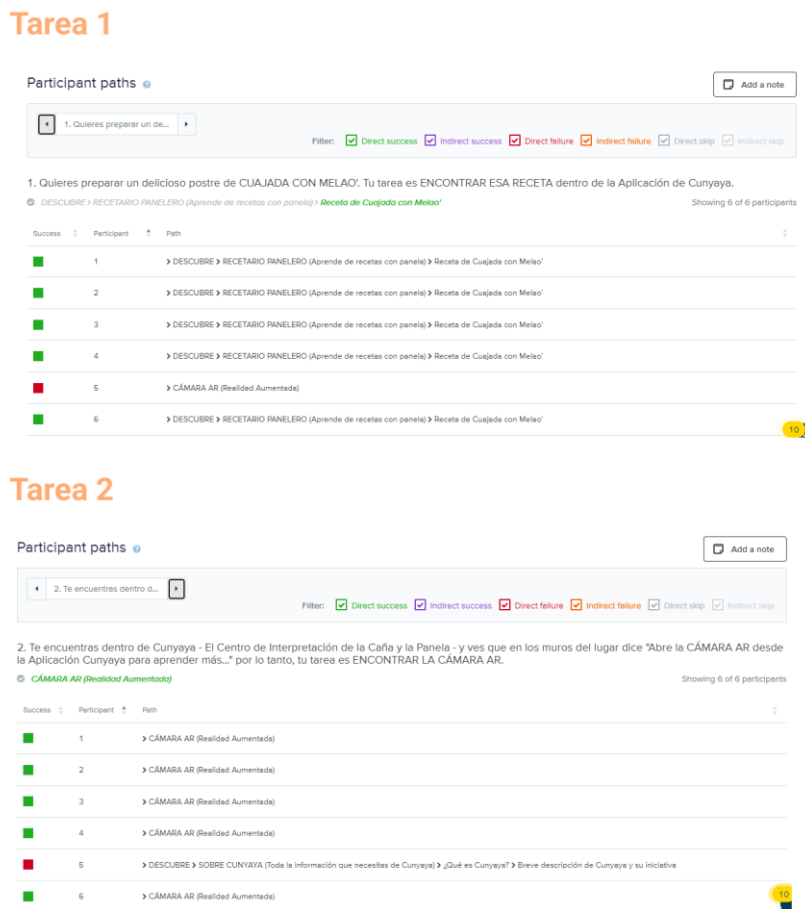 Tarea 1
Participant paths
Add a note
1. Quieres preparar un de...
Filter: Direct success Indirect success Direct failure Indirect failure Direct skip Indirect skip
1. Quieres preparar un delicioso postre de CUAJADA CON MELAO'. Tu tarea es ENCONTRAR ESA RECETA dentro de la Aplicación de Cunyaya.
DESCUBRE > RECETARIO PANELERO (Aprende de recetas con panela) > Receta de Cuajada con Melao'
Showing 6 of 6 participants
Success Participant Path
1 > DESCUBRE > RECETARIO PANELERO (Aprende de recetas con panela) > Receta de Cuajada con Melao'
2 > DESCUBRE > RECETARIO PANELERO (Aprende de recetas con panela) > Receta de Cuajada con Melao'
3 > DESCUBRE > RECETARIO PANELERO (Aprende de recetas con panela) > Receta de Cuajada con Melao'
4 > DESCUBRE > RECETARIO PANELERO (Aprende de recetas con panela) > Receta de Cuajada con Melao'
5 > CÁMARA AR (Realidad Aumentada)
6 > DESCUBRE > RECETARIO PANELERO (Aprende de recetas con panela) > Receta de Cuajada con Melao'
10
Tarea 2
Participant paths
Add a note
2. Te encuentras dentro d...
Filter: Direct success Indirect success Direct failure Indirect failure Direct skip Indirect skip
2. Te encuentras dentro de Cunyaya - El Centro de Interpretación de la Caña y la Panela - y ves que en los muros del lugar dice "Abre la CÁMARA AR desde
la Aplicación Cunyaya para aprender más..." por lo tanto, tu tarea es ENCONTRAR LA CÁMARA AR.
CÁMARA AR (Realidad Aumentada)
Showing 6 of 6 participants
Success Participant Path
1 > CÁMARA AR (Realidad Aumentada)
2 > CÁMARA AR (Realidad Aumentada)
3 > CÁMARA AR (Realidad Aumentada)
4 > CÁMARA AR (Realidad Aumentada)
5 > DESCUBRE > SOBRE CUNYAYA (Toda la información que necesitas de Cunyaya) > ¿Qué es Cunyaya? > Breve descripción de Cunyaya y su iniciativa
6 > CÁMARA AR (Realidad Aumentada)
10